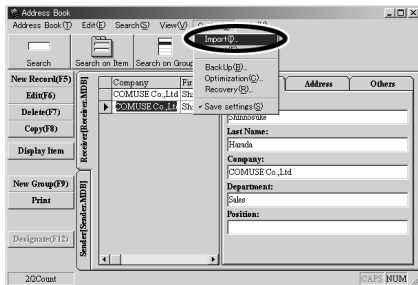 Address Book
Address Book(T) Edit(E) Search(S) View(V)
Import(I)...
BackUp(B)...
Optimization(C)...
Recovery(R)...
✓ Save settings(S)
Search
Search on Item
Search on Group
New Record(F5)
Edit(F6)
Delete(F7)
Copy(F8)
Display Item
New Group(F9)
Print
Designate(F12)
Receiver[Receiver.MDB]
Sender[Sender.MDB]
Company
COMUSE Co.,Ltd
COMUSE Co.,Lt
Address
Others
Shinnosuke
Last Name:
Harada
Company:
COMUSE Co.,Ltd
Department:
Sales
Position:
2/2Count
CAPS NUM